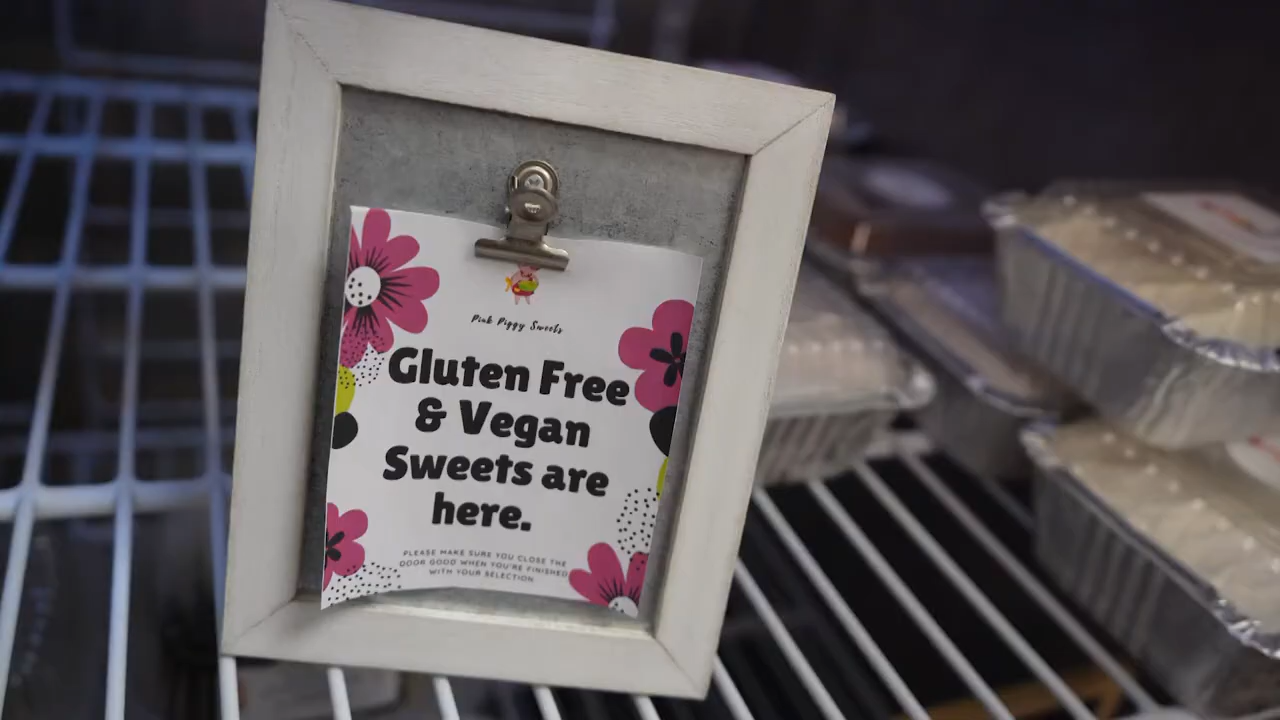 Pink Piggy Sweets
Gluten Free
& Vegan
Sweets are
here.
PLEASE MAKE SURE YOU CLOSE THE
DOOR GOOD WHEN YOU'RE FINISHED
WITH YOUR SELECTION